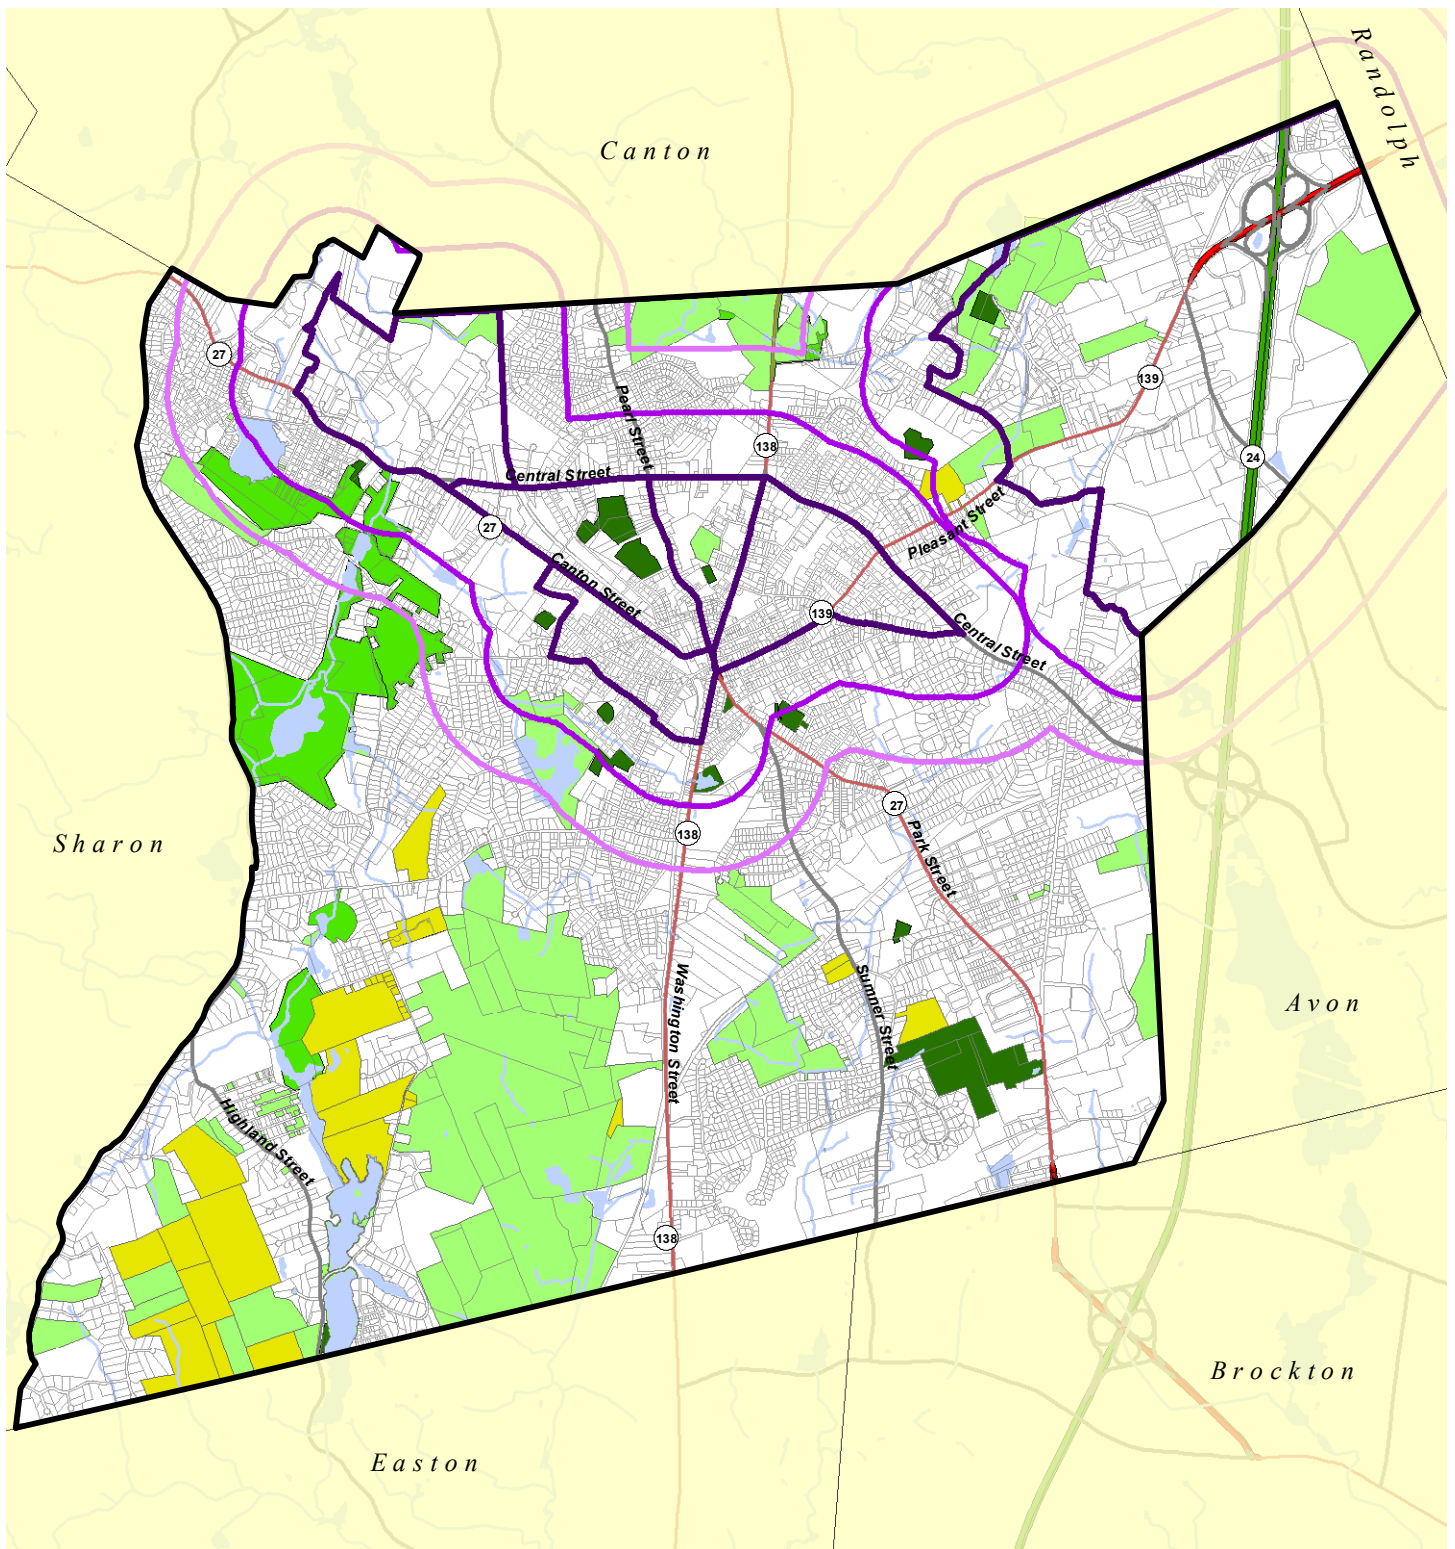 Randolph
Canton
27
139
Pearl Street
138
24
Central Street
27
Canton Street
Pleasant Street
139
Central Street
27
138
Park Street
Sharon
Washington Street
Sumner Street
Avon
Highland Street
138
Brockton
Easton